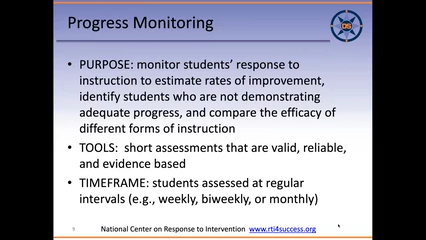 Progress Monitoring
• PURPOSE: monitor students' response to
instruction to estimate rates of improvement,
identify students who are not demonstrating
adequate progress, and compare the efficacy of
different forms of instruction
• TOOLS: short assessments that are valid, reliable,
and evidence based
• TIMEFRAME: students assessed at regular
intervals (e.g., weekly, biweekly, or monthly)
National Center on Response to Intervention www.rti4success.org